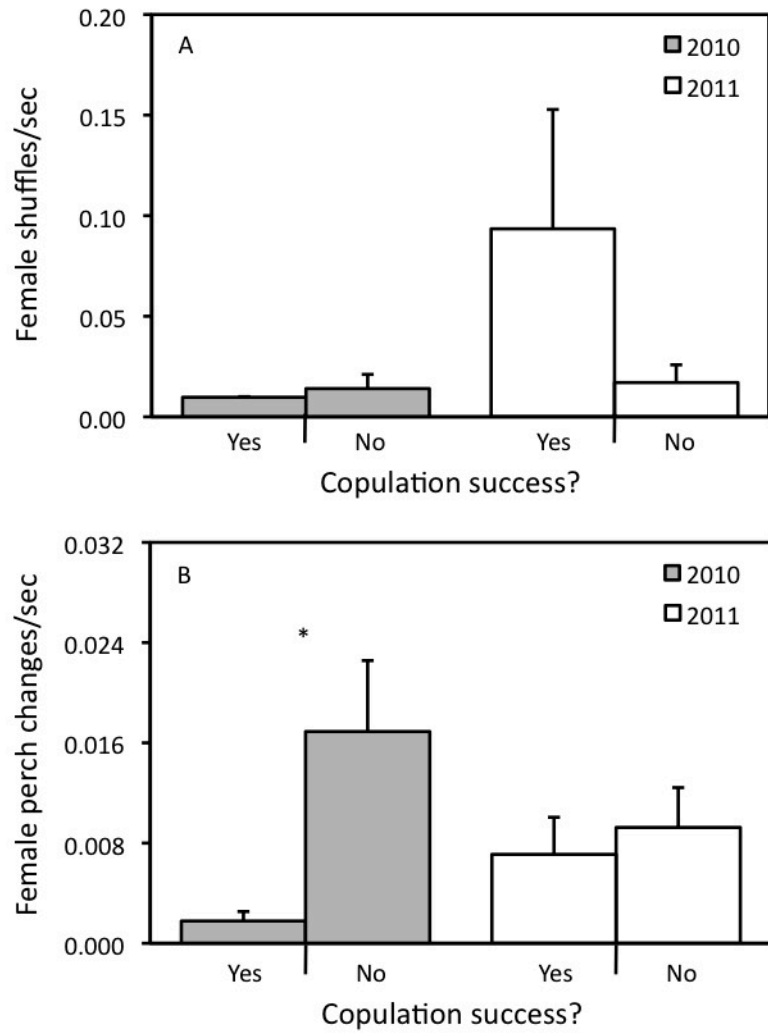 0.20
A
2010
2011
0.15
0.10
0.05
0.00
Female shuffles/sec
Yes No Yes No
Copulation success?
0.032
B
2010
2011
0.024
*
0.016
0.008
0.000
Female perch changes/sec
Yes No Yes No
Copulation success?